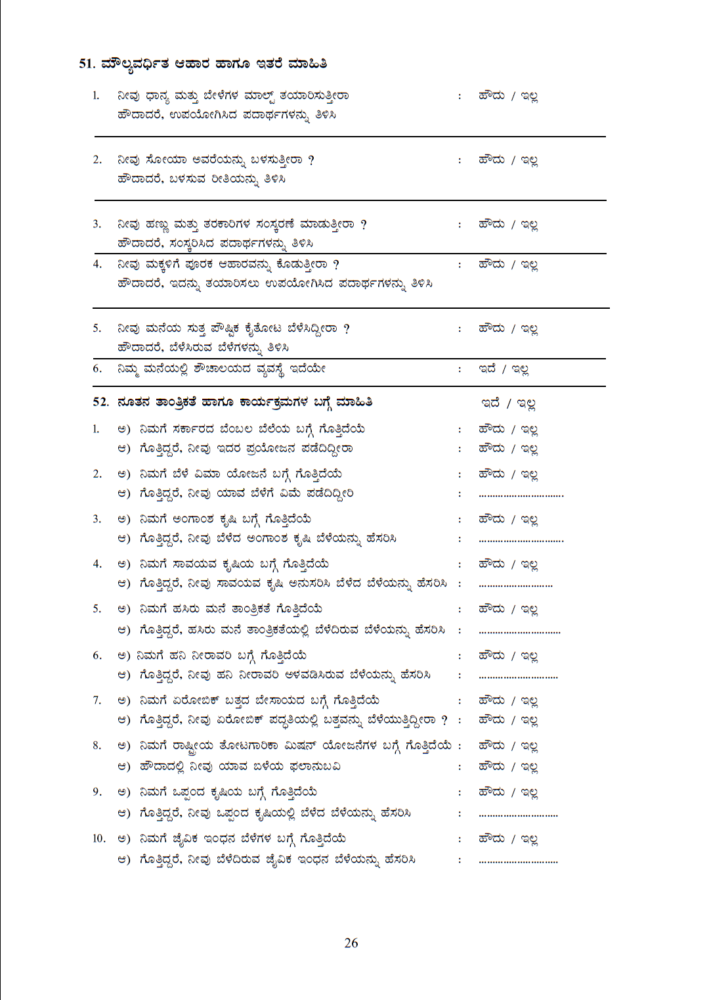 51. ಮೌಲ್ಯವರ್ಧಿತ ಆಹಾರ ಹಾಗೂ ಇತರೆ ಮಾಹಿತಿ
1. ನೀವು ಧಾನ್ಯ ಮತ್ತು ಬೇಳೆಗಳ ಮಾಲ್ಟ್ ತಯಾರಿಸುತ್ತೀರಾ : ಹೌದು / ಇಲ್ಲ
ಹೌದಾದರೆ, ಉಪಯೋಗಿಸಿದ ಪದಾರ್ಥಗಳನ್ನು ತಿಳಿಸಿ
2. ನೀವು ಸೋಯಾ ಅವರೆಯನ್ನು ಬಳಸುತ್ತೀರಾ ? : ಹೌದು / ಇಲ್ಲ
ಹೌದಾದರೆ, ಬಳಸುವ ರೀತಿಯನ್ನು ತಿಳಿಸಿ
3. ನೀವು ಹಣ್ಣು ಮತ್ತು ತರಕಾರಿಗಳ ಸಂಸ್ಕರಣೆ ಮಾಡುತ್ತೀರಾ ? : ಹೌದು / ಇಲ್ಲ
ಹೌದಾದರೆ, ಸಂಸ್ಕರಿಸಿದ ಪದಾರ್ಥಗಳನ್ನು ತಿಳಿಸಿ
4. ನೀವು ಮಕ್ಕಳಿಗೆ ಪೂರಕ ಆಹಾರವನ್ನು ಕೊಡುತ್ತೀರಾ ? : ಹೌದು / ಇಲ್ಲ
ಹೌದಾದರೆ, ಇದನ್ನು ತಯಾರಿಸಲು ಉಪಯೋಗಿಸಿದ ಪದಾರ್ಥಗಳನ್ನು ತಿಳಿಸಿ
5. ನೀವು ಮನೆಯ ಸುತ್ತ ಪೌಷ್ಟಿಕ ಕೈತೋಟ ಬೆಳೆಸಿದ್ದೀರಾ ? : ಹೌದು / ಇಲ್ಲ
ಹೌದಾದರೆ, ಬೆಳೆಸಿರುವ ಬೆಳೆಗಳನ್ನು ತಿಳಿಸಿ
6. ನಿಮ್ಮ ಮನೆಯಲ್ಲಿ ಶೌಚಾಲಯದ ವ್ಯವಸ್ಥೆ ಇದೆಯೇ : ಇದೆ / ಇಲ್ಲ
52. ನೂತನ ತಾಂತ್ರಿಕತೆ ಹಾಗೂ ಕಾರ್ಯಕ್ರಮಗಳ ಬಗ್ಗೆ ಮಾಹಿತಿ ಇದೆ / ಇಲ್ಲ
1. ಅ) ನಿಮಗೆ ಸರ್ಕಾರದ ಬೆಂಬಲ ಬೆಲೆಯ ಬಗ್ಗೆ ಗೊತ್ತಿದೆಯೆ : ಹೌದು / ಇಲ್ಲ
ಆ) ಗೊತ್ತಿದ್ದರೆ, ನೀವು ಇದರ ಪ್ರಯೋಜನ ಪಡೆದಿದ್ದೀರಾ : ಹೌದು / ಇಲ್ಲ
2. ಅ) ನಿಮಗೆ ಬೆಳೆ ವಿಮಾ ಯೋಜನೆ ಬಗ್ಗೆ ಗೊತ್ತಿದೆಯೆ : ಹೌದು / ಇಲ್ಲ
ಆ) ಗೊತ್ತಿದ್ದರೆ, ನೀವು ಯಾವ ಬೆಳೆಗೆ ವಿಮೆ ಪಡೆದಿದ್ದೀರಿ : ...............................
3. ಅ) ನಿಮಗೆ ಅಂಗಾಂಶ ಕೃಷಿ ಬಗ್ಗೆ ಗೊತ್ತಿದೆಯೆ : ಹೌದು / ಇಲ್ಲ
ಆ) ಗೊತ್ತಿದ್ದರೆ, ನೀವು ಬೆಳೆದ ಅಂಗಾಂಶ ಕೃಷಿ ಬೆಳೆಯನ್ನು ಹೆಸರಿಸಿ : ...............................
4. ಅ) ನಿಮಗೆ ಸಾವಯವ ಕೃಷಿಯ ಬಗ್ಗೆ ಗೊತ್ತಿದೆಯೆ : ಹೌದು / ಇಲ್ಲ
ಆ) ಗೊತ್ತಿದ್ದರೆ, ನೀವು ಸಾವಯವ ಕೃಷಿ ಅನುಸರಿಸಿ ಬೆಳೆದ ಬೆಳೆಯನ್ನು ಹೆಸರಿಸಿ : ...........................
5. ಅ) ನಿಮಗೆ ಹಸಿರು ಮನೆ ತಾಂತ್ರಿಕತೆ ಗೊತ್ತಿದೆಯೆ : ಹೌದು / ಇಲ್ಲ
ಆ) ಗೊತ್ತಿದ್ದರೆ, ಹಸಿರು ಮನೆ ತಾಂತ್ರಿಕತೆಯಲ್ಲಿ ಬೆಳೆದಿರುವ ಬೆಳೆಯನ್ನು ಹೆಸರಿಸಿ : ..............................
6. ಅ) ನಿಮಗೆ ಹನಿ ನೀರಾವರಿ ಬಗ್ಗೆ ಗೊತ್ತಿದೆಯೆ : ಹೌದು / ಇಲ್ಲ
ಆ) ಗೊತ್ತಿದ್ದರೆ, ನೀವು ಹನಿ ನೀರಾವರಿ ಅಳವಡಿಸಿರುವ ಬೆಳೆಯನ್ನು ಹೆಸರಿಸಿ : .............................
7. ಅ) ನಿಮಗೆ ಏರೋಬಿಕ್ ಬತ್ತದ ಬೇಸಾಯದ ಬಗ್ಗೆ ಗೊತ್ತಿದೆಯೆ : ಹೌದು / ಇಲ್ಲ
ಆ) ಗೊತ್ತಿದ್ದರೆ, ನೀವು ಏರೋಬಿಕ್ ಪದ್ಧತಿಯಲ್ಲಿ ಬತ್ತವನ್ನು ಬೆಳೆಯುತ್ತಿದ್ದೀರಾ ? : ಹೌದು / ಇಲ್ಲ
8. ಅ) ನಿಮಗೆ ರಾಷ್ಟ್ರೀಯ ತೋಟಗಾರಿಕಾ ಮಿಷನ್ ಯೋಜನೆಗಳ ಬಗ್ಗೆ ಗೊತ್ತಿದೆಯೆ : ಹೌದು / ಇಲ್ಲ
ಆ) ಹೌದಾದಲ್ಲಿ ನೀವು ಯಾವ ಬಳೆಯ ಫಲಾನುಬವಿ : ಹೌದು / ಇಲ್ಲ
9. ಅ) ನಿಮಗೆ ಒಪ್ಪಂದ ಕೃಷಿಯ ಬಗ್ಗೆ ಗೊತ್ತಿದೆಯೆ : ಹೌದು / ಇಲ್ಲ
ಆ) ಗೊತ್ತಿದ್ದರೆ, ನೀವು ಒಪ್ಪಂದ ಕೃಷಿಯಲ್ಲಿ ಬೆಳೆದ ಬೆಳೆಯನ್ನು ಹೆಸರಿಸಿ : .............................
10. ಅ) ನಿಮಗೆ ಜೈವಿಕ ಇಂಧನ ಬೆಳೆಗಳ ಬಗ್ಗೆ ಗೊತ್ತಿದೆಯೆ : ಹೌದು / ಇಲ್ಲ
ಆ) ಗೊತ್ತಿದ್ದರೆ, ನೀವು ಬೆಳೆದಿರುವ ಜೈವಿಕ ಇಂಧನ ಬೆಳೆಯನ್ನು ಹೆಸರಿಸಿ : .............................
26